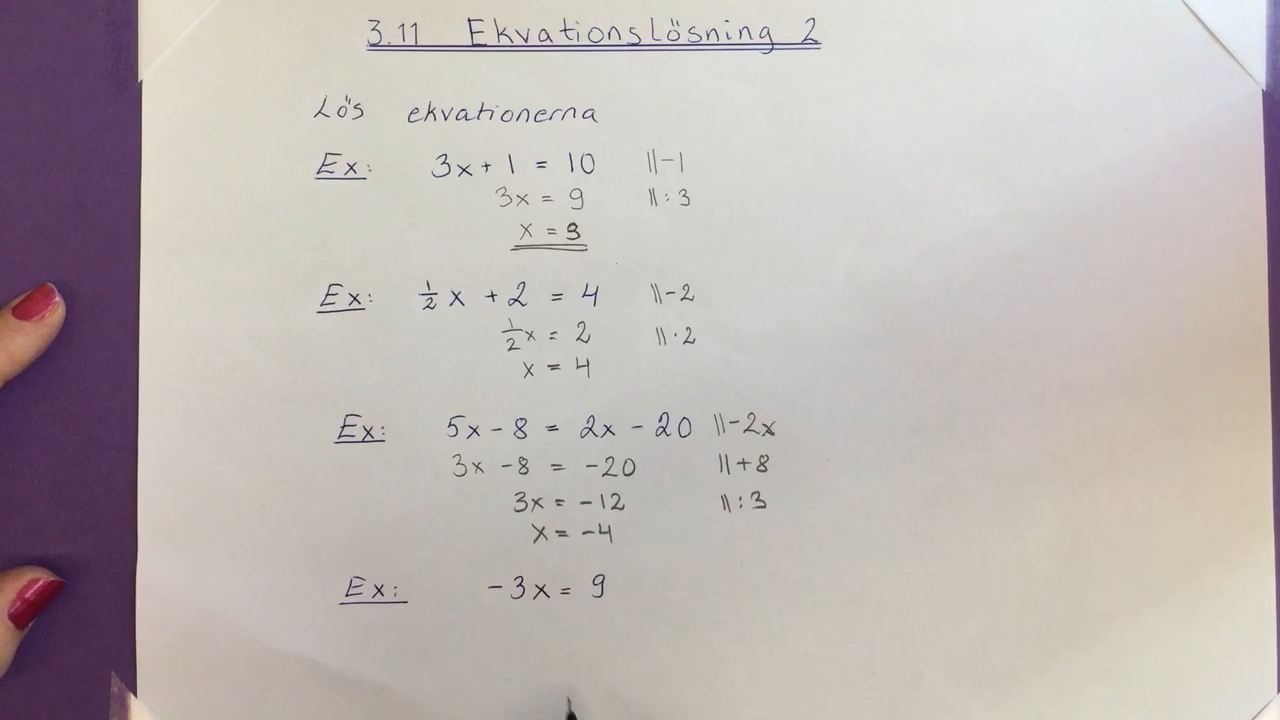 3.11 Ekvationslösning 2
Lös ekvationerna
Ex: 3x + 1 = 10 ||-1
3x = 9 ||:3
x = 3
Ex: ½x + 2 = 4 ||-2
½x = 2 ||·2
x = 4
Ex: 5x - 8 = 2x - 20 ||-2x
3x - 8 = -20 ||+8
3x = -12 ||:3
x = -4
Ex: -3x = 9